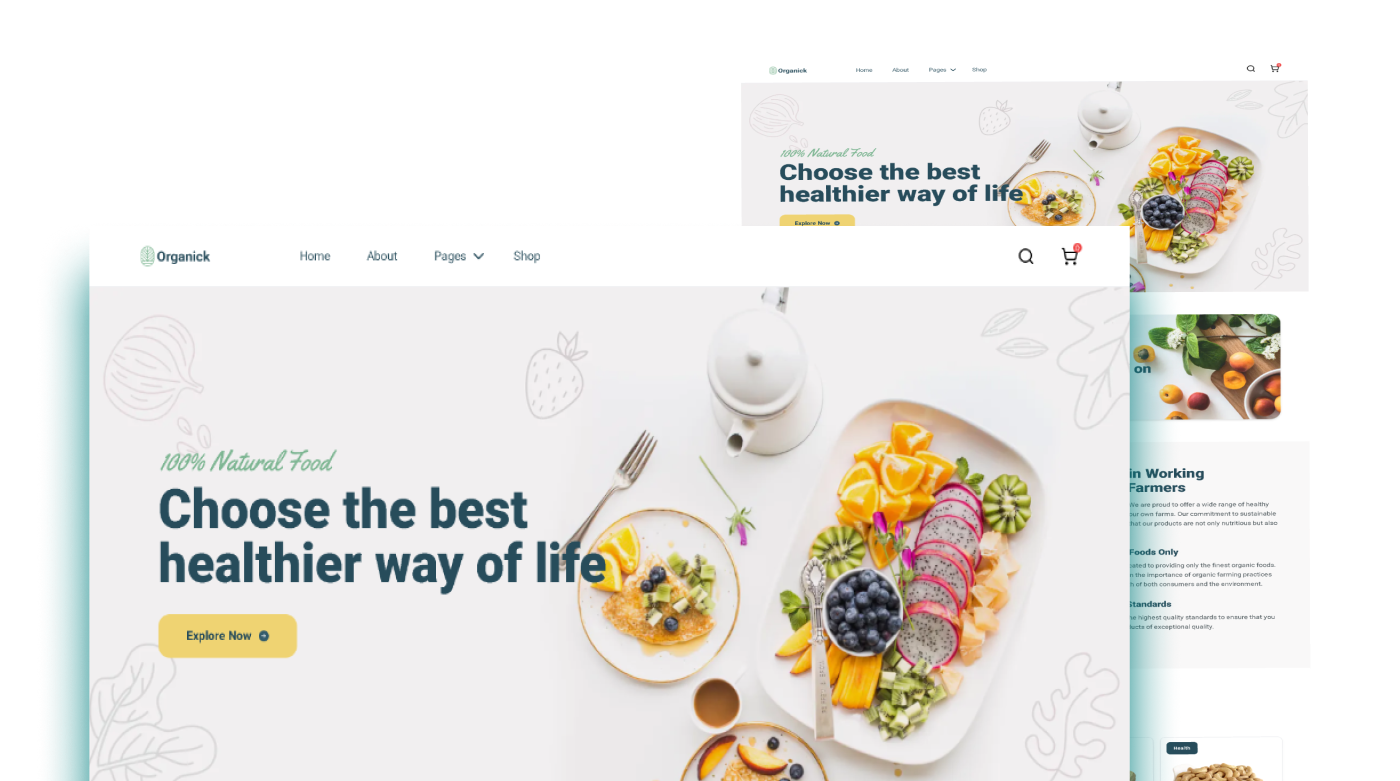 Organick
Home
About
Pages
Shop
100% Natural Food
Choose the best
healthier way of life
Explore Now
Organick
Home
About
Pages
Shop
0
100% Natural Food
Choose the best
healthier way of life
Explore Now
on
in Working
Farmers
We are proud to offer a wide range of healthy
our own farms. Our commitment to sustainable
that our products are not only nutritious but also
Foods Only
to providing only the finest organic foods.
the importance of organic farming practices
of both consumers and the environment.
Standards
highest quality standards to ensure that you
of exceptional quality.
Health